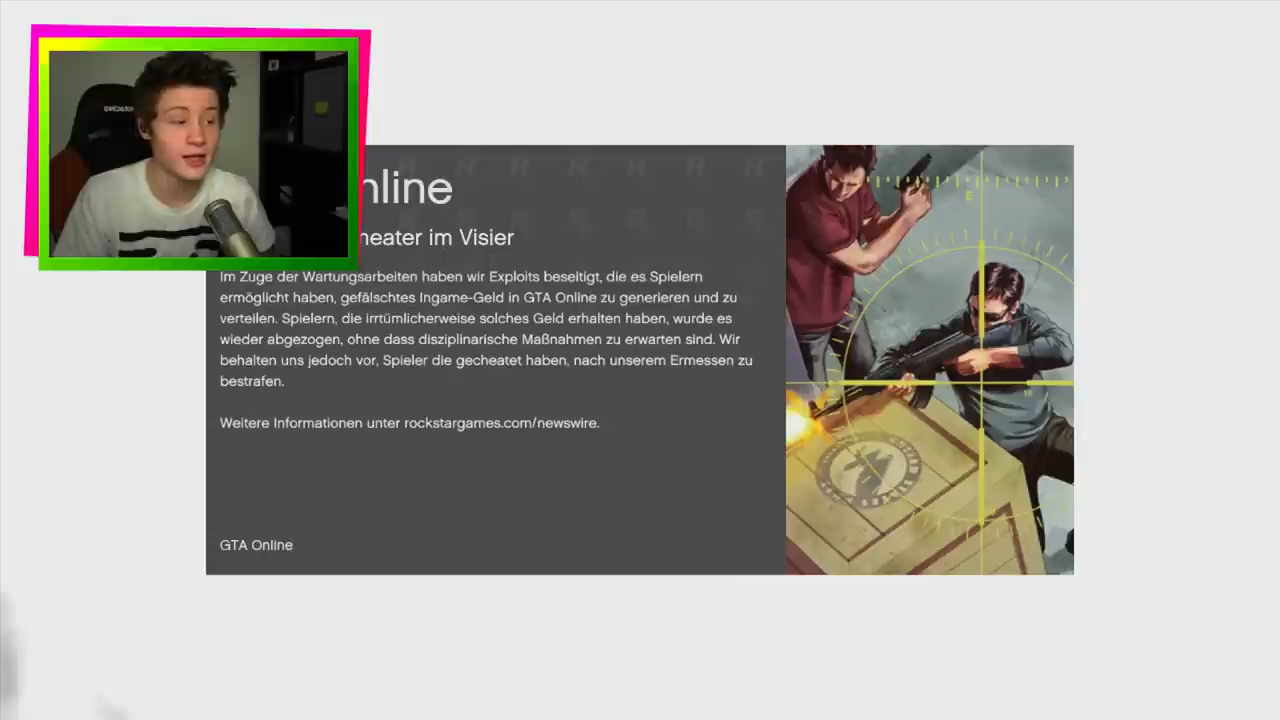 nline
heater im Visier
Im Zuge der Wartungsarbeiten haben wir Exploits beseitigt, die es Spielern
ermöglicht haben, gefälschtes Ingame-Geld in GTA Online zu generieren und zu
verteilen. Spielern, die irrtümlicherweise solches Geld erhalten haben, wurde es
wieder abgezogen, ohne dass disziplinarische Maßnahmen zu erwarten sind. Wir
behalten uns jedoch vor, Spieler die gecheatet haben, nach unserem Ermessen zu
bestrafen.
Weitere Informationen unter rockstargames.com/newswire.
GTA Online